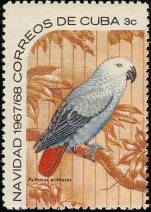 CORREOS DE CUBA 3c
NAVIDAD 1967/68
Psittacus erithacus